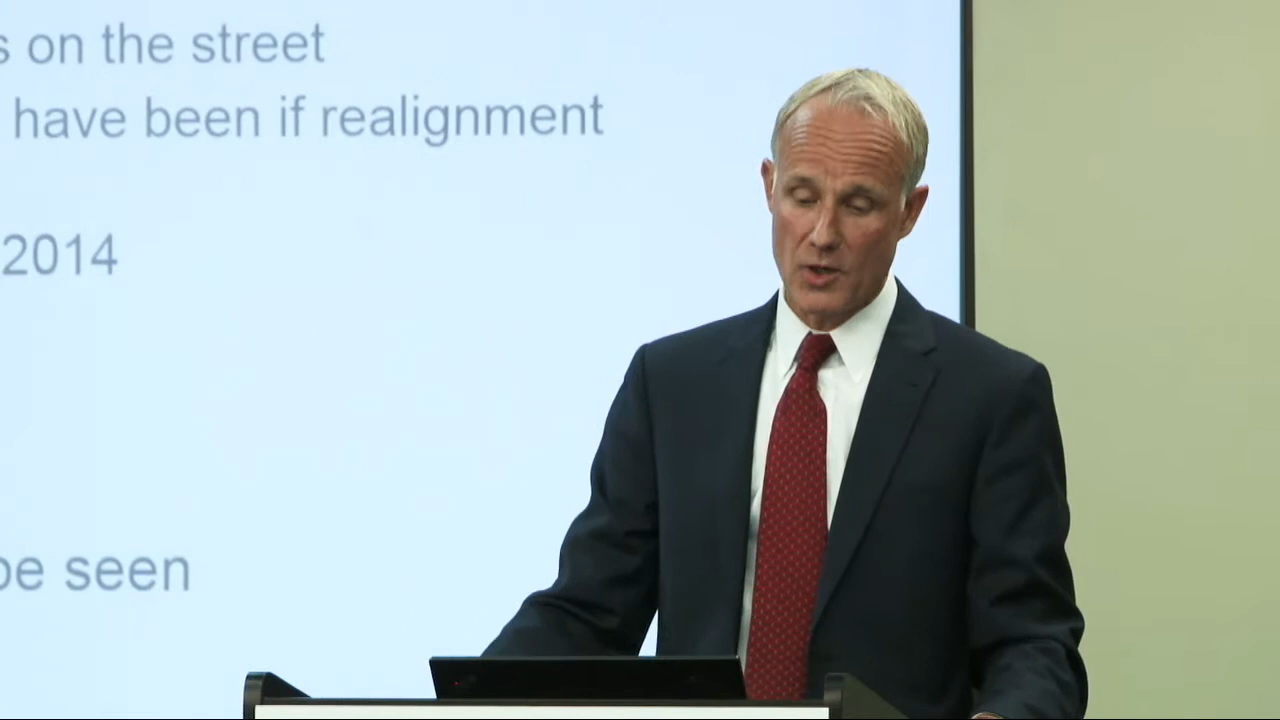 s on the street
have been if realignment
2014
be seen